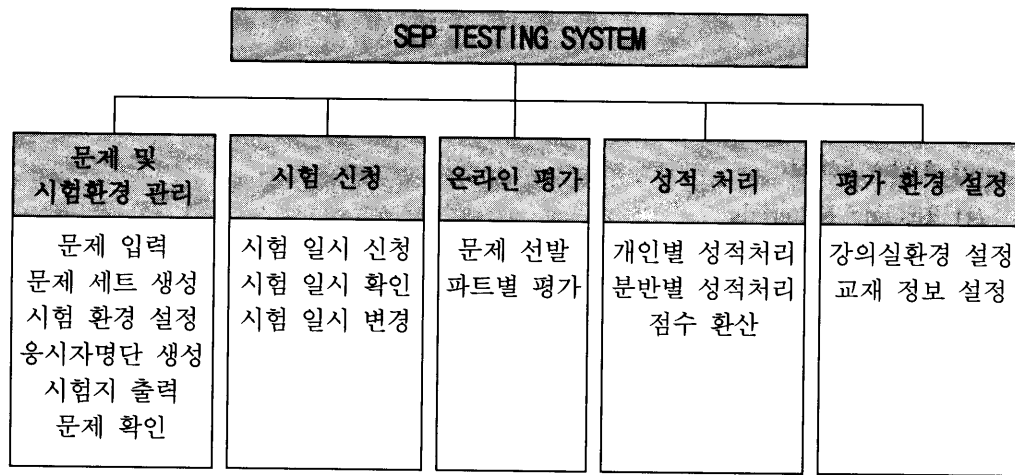 SEP TESTING SYSTEM
문제 및
시험환경 관리
문제 입력
문제 세트 생성
시험 환경 설정
응시자명단 생성
시험지 출력
문제 확인
시험 신청
시험 일시 신청
시험 일시 확인
시험 일시 변경
온라인 평가
문제 선발
파트별 평가
성적 처리
개인별 성적처리
분반별 성적처리
점수 환산
평가 환경 설정
강의실환경 설정
교재 정보 설정